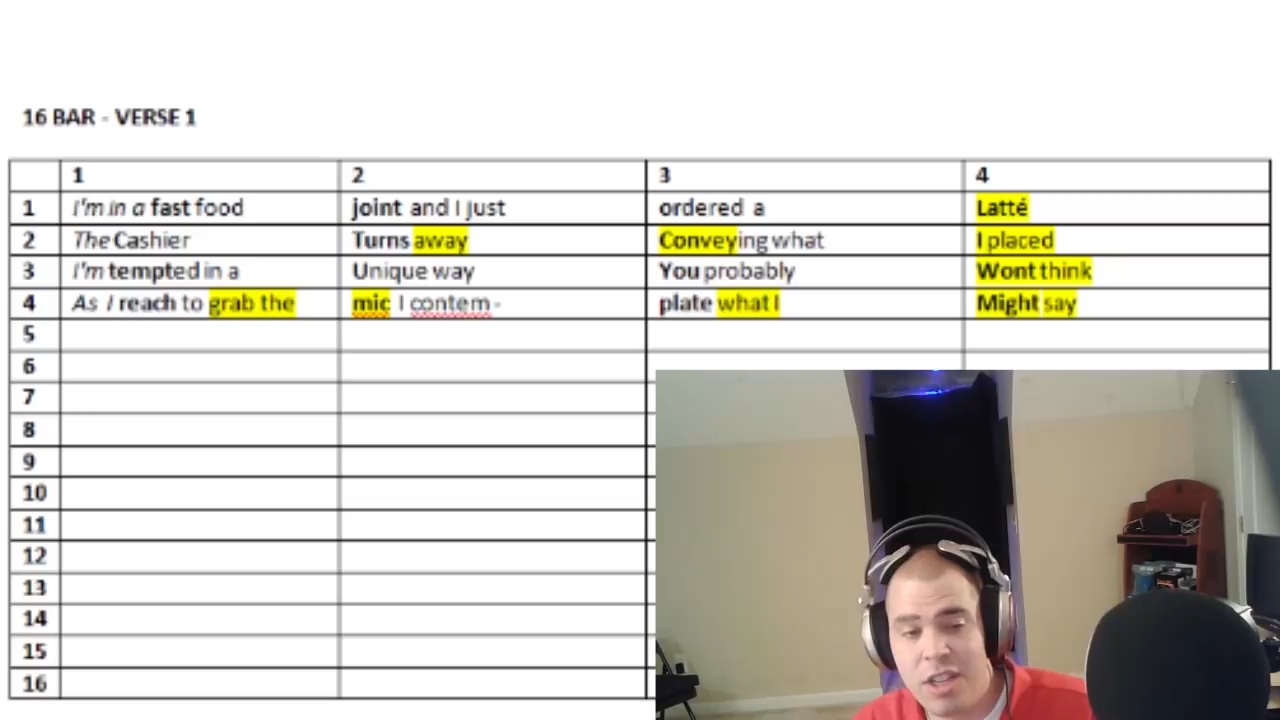 16 BAR - VERSE 1
1 2 3 4
1 I'm in a fast food joint and I just ordered a Latté
2 The Cashier Turns away Conveying what I placed
3 I'm tempted in a Unique way You probably Wont think
4 As I reach to grab the mic I contem- plate what I Might say
5
6
7
8
9
10
11
12
13
14
15
16